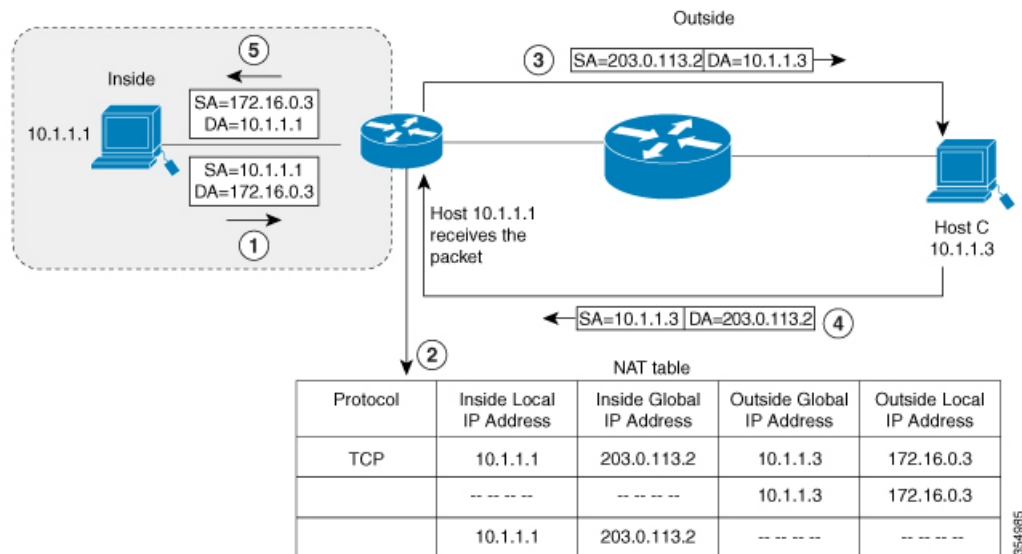 Outside
5
3
SA=203.0.113.2 DA=10.1.1.3
Inside
SA=172.16.0.3
DA=10.1.1.1
10.1.1.1
SA=10.1.1.1
DA=172.16.0.3
1
Host 10.1.1.1
receives the
packet
Host C
10.1.1.3
SA=10.1.1.3 DA=203.0.113.2
4
2
NAT table
Protocol Inside Local IP Address Inside Global IP Address Outside Global IP Address Outside Local IP Address
TCP 10.1.1.1 203.0.113.2 10.1.1.3 172.16.0.3
-- -- -- -- -- -- -- -- 10.1.1.3 172.16.0.3
10.1.1.1 203.0.113.2 -- -- -- -- -- -- -- --